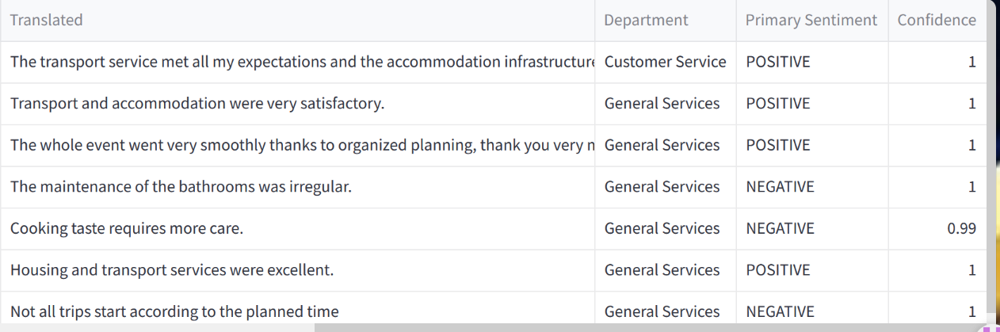 Translated Department Primary Sentiment Confidence
The transport service met all my expectations and the accommodation infrastructure Customer Service POSITIVE 1
Transport and accommodation were very satisfactory. General Services POSITIVE 1
The whole event went very smoothly thanks to organized planning, thank you very General Services POSITIVE 1
The maintenance of the bathrooms was irregular. General Services NEGATIVE 1
Cooking taste requires more care. General Services NEGATIVE 0.99
Housing and transport services were excellent. General Services POSITIVE 1
Not all trips start according to the planned time General Services NEGATIVE 1